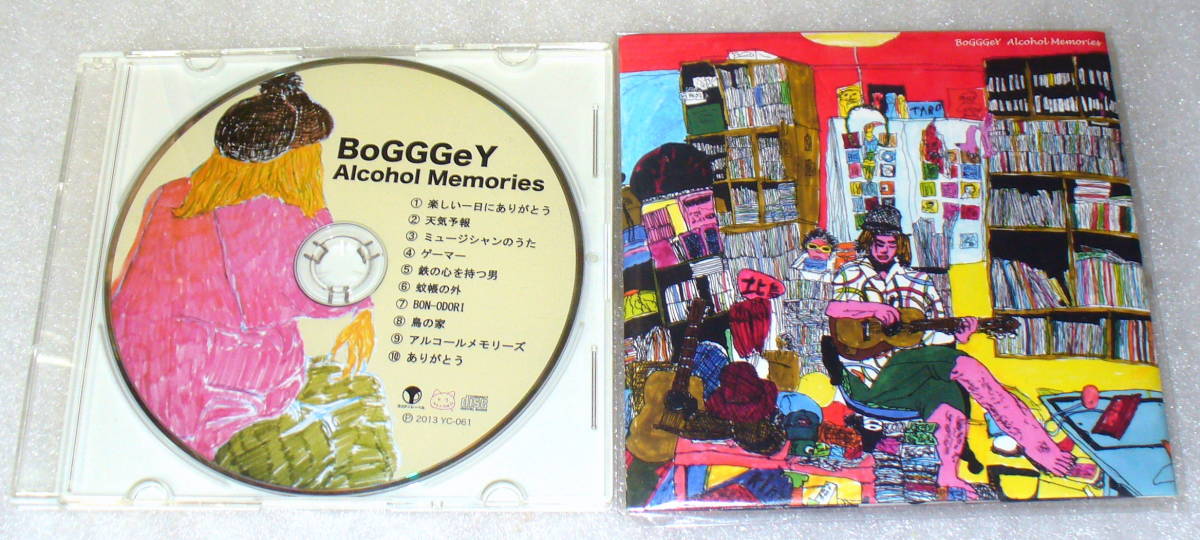 BoGGGeY
Alcohol Memories
① 楽しい一日にありがとう
② 天気予報
③ ミュージシャンのうた
④ ゲーマー
⑤ 鉄の心を持つ男
⑥ 蚊帳の外
⑦ BON-ODORI
⑧ 鳥の家
⑨ アルコールメモリーズ
⑩ ありがとう
Ⓟ 2013 YC-061
BoGGGeY Alcohol Memories
TARO